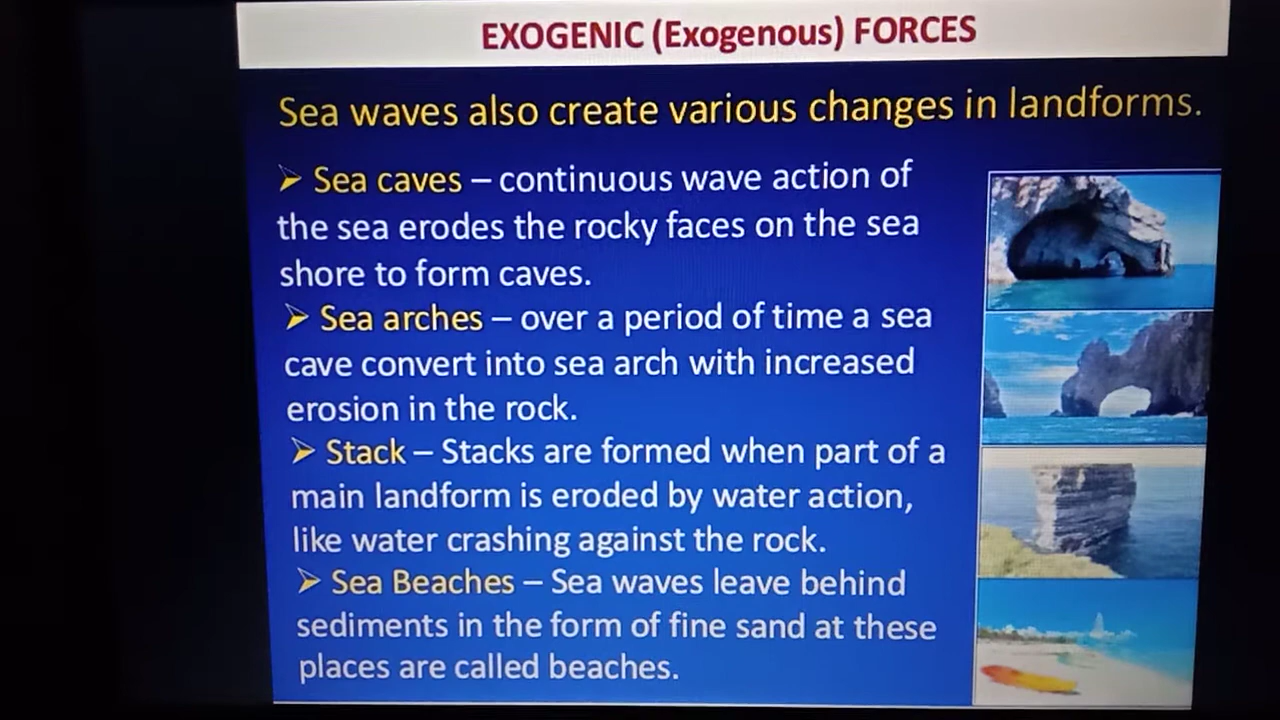 EXOGENIC (Exogenous) FORCES
Sea waves also create various changes in landforms.
➢ Sea caves – continuous wave action of
the sea erodes the rocky faces on the sea
shore to form caves.
➢ Sea arches – over a period of time a sea
cave convert into sea arch with increased
erosion in the rock.
➢ Stack – Stacks are formed when part of a
main landform is eroded by water action,
like water crashing against the rock.
➢ Sea Beaches – Sea waves leave behind
sediments in the form of fine sand at these
places are called beaches.